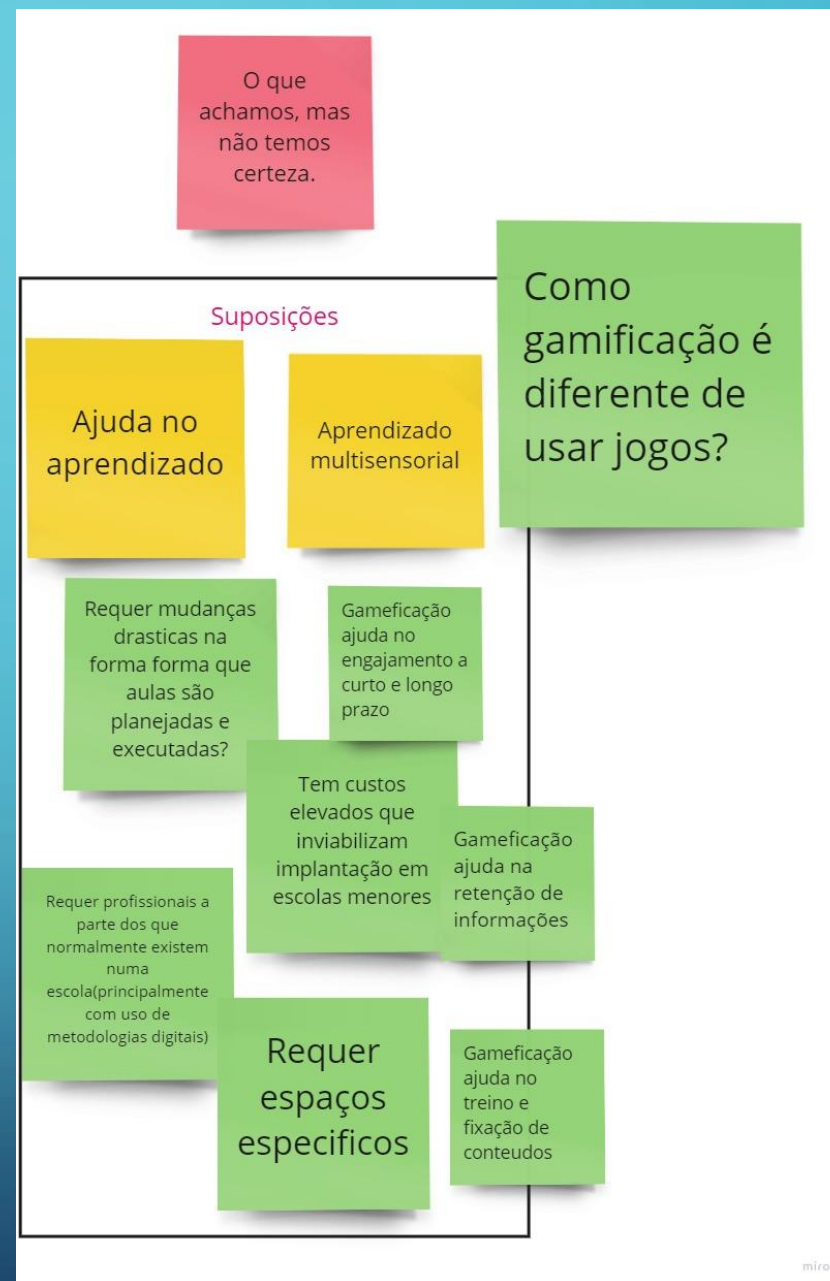 O que
achamos, mas
não temos
certeza.
Como
gamificação é
diferente de
usar jogos?
Suposições
Ajuda no
aprendizado
Aprendizado
multisensorial
Requer mudanças
drasticas na
forma forma que
aulas são
planejadas e
executadas?
Gameficação
ajuda no
engajamento a
curto e longo
prazo
Tem custos
elevados que
inviabilizam
implantação em
escolas menores
Gameficação
ajuda na
retenção de
informações
Requer profissionais a
parte dos que
normalmente existem
numa
escola(principalmente
com uso de
metodologias digitais)
Requer
espaços
especificos
Gameficação
ajuda no
treino e
fixação de
conteudos
miro